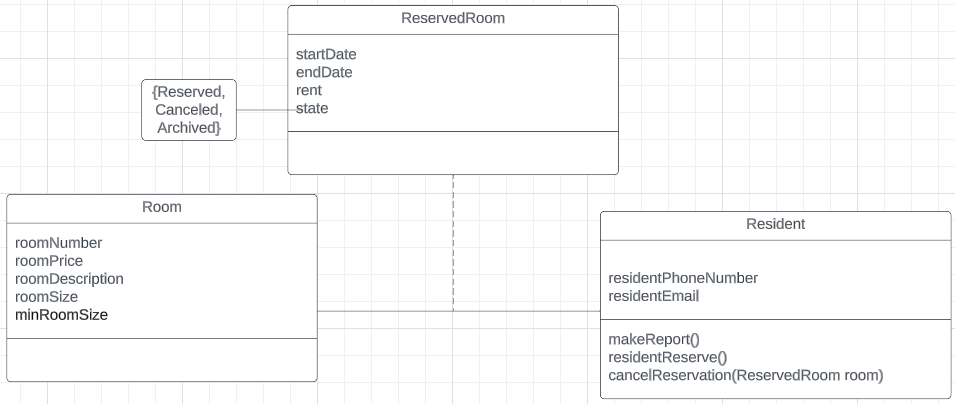 ReservedRoom
startDate
endDate
rent
state
{Reserved,
Canceled,
Archived}
Room
roomNumber
roomPrice
roomDescription
roomSize
minRoomSize
Resident
residentPhoneNumber
residentEmail
makeReport()
residentReserve()
cancelReservation(ReservedRoom room)